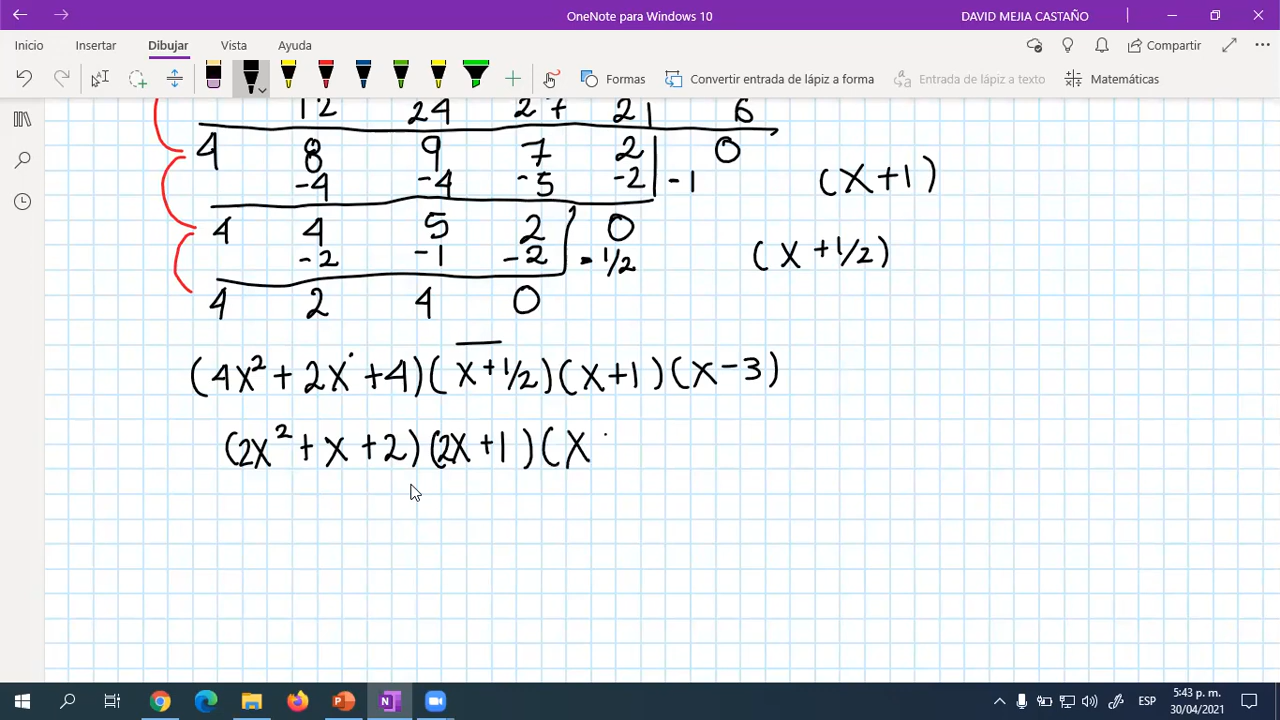 OneNote para Windows 10
DAVID MEJIA CASTAÑO
Inicio Insertar Dibujar Vista Ayuda
Compartir
Formas Convertir entrada de lápiz a forma Entrada de lápiz a texto Matemáticas
12 24 27 21 6
4 8 9 7 2 0
-4 -4 -5 -2 -1 (X+1)
4 4 5 2 0
-2 -1 -2 -1/2 (X+1/2)
4 2 4 0
(4X²+2X+4)(X+1/2)(X+1)(X-3)
(2X²+X+2)(2X+1)(X
ESP
5:43 p. m.
30/04/2021